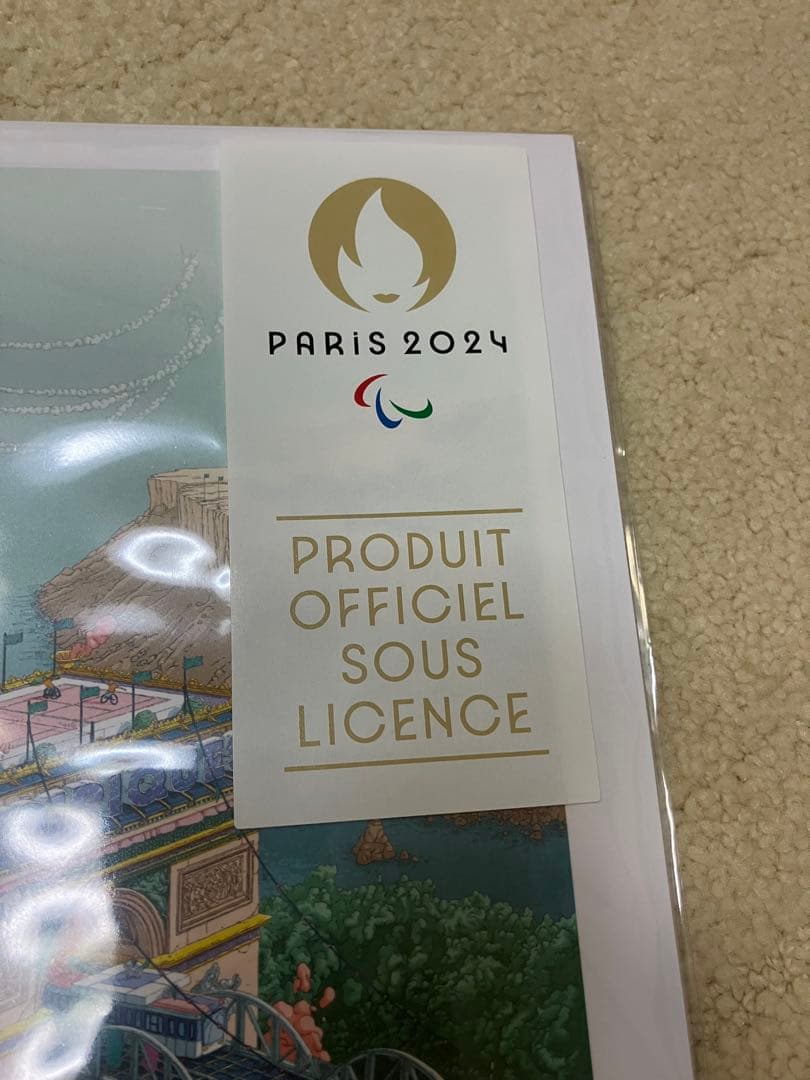 PARiS 2024
PRODUIT
OFFICIEL
SOUS
LICENCE